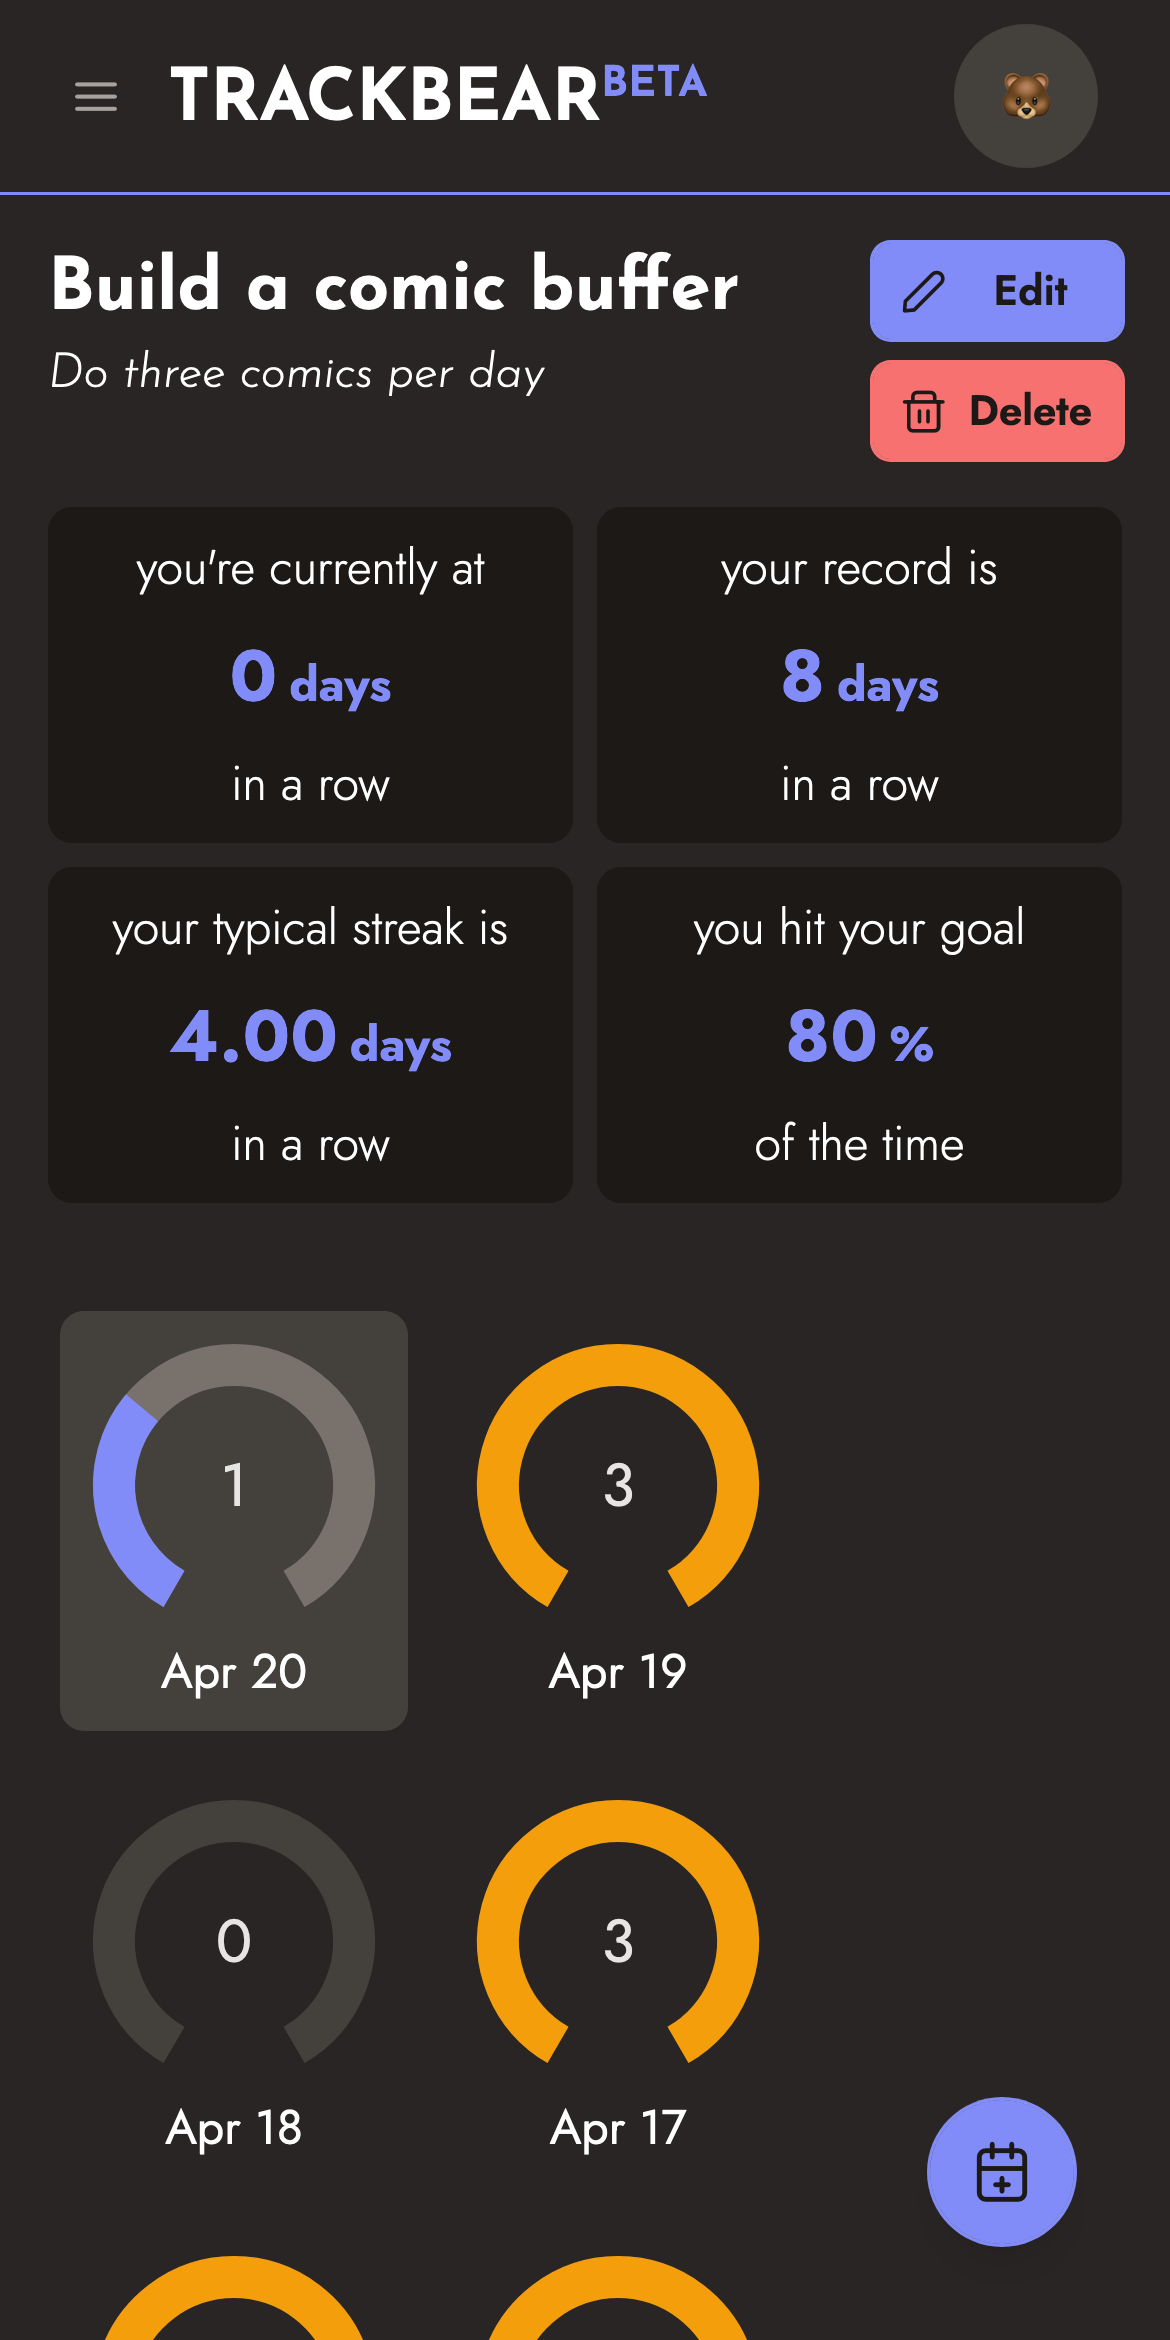 TRACKBEAR BETA
Build a comic buffer
Edit
Do three comics per day
Delete
you're currently at
0 days
in a row
your record is
8 days
in a row
your typical streak is
4.00 days
in a row
you hit your goal
80 %
of the time
1
Apr 20
3
Apr 19
0
Apr 18
3
Apr 17